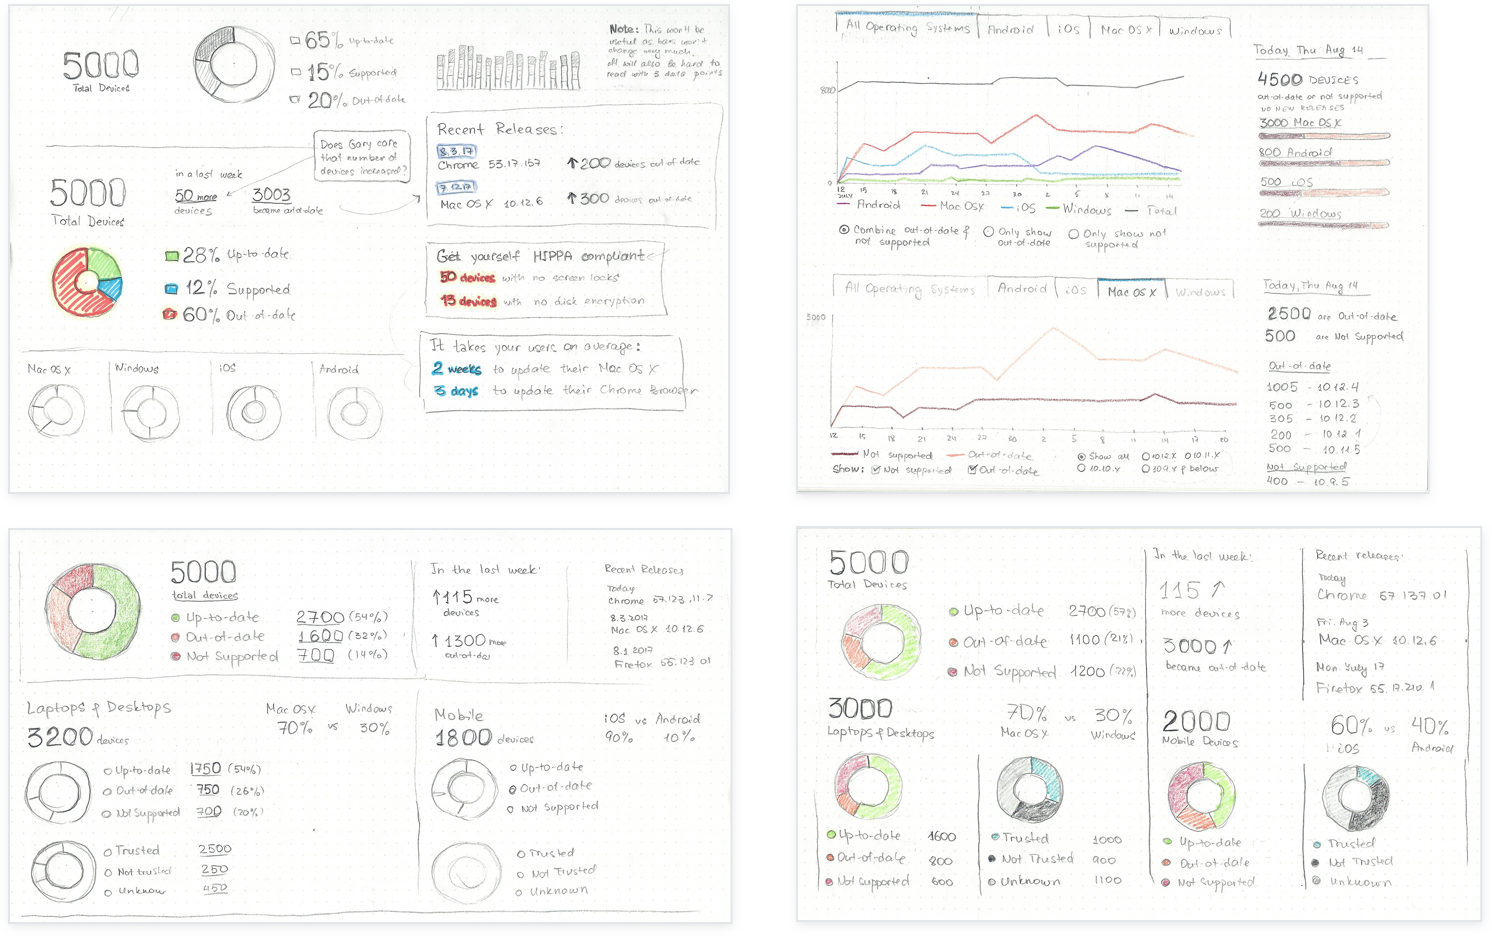 5000
Total Devices
65% Up-to-date
15% Supported
20% Out-of-date
Note: This won't be
useful as bars won't
change very much.
It will also be hard to
read with 3 data points
Does Gary care
that number of
devices increased?
5000
Total Devices
in a last week
50 more
devices
3003
became out-of-date
Recent Releases:
8.3.17
Chrome 53.17.157
↑200 devices out of date
7.12.17
Mac OS X 10.12.6
↑300 devices out of date
28% Up-to-date
12% Supported
60% Out-of-date
Get yourself HIPPA compliant
50 devices with no screen locks
13 devices with no disk encryption
It takes your users on average:
2 weeks to update their Mac OS X
3 days to update their Chrome Browser
Mac OS X
Windows
iOS
Android
All Operating Systems
Android
iOS
Mac OS X
Windows
0
12 15 18 21 24 27 30 2 5 8 11 14
JULY
Android
Mac OSX
iOS
Windows
Total
Combine out-of-date &
not supported
Only show
out-of-date
Only show not
supported
Today, Thu Aug 14
4500 DEVICES
out-of-date or not supported
NO NEW RELEASES
3000 Mac OS X
800 Android
500 iOS
200 Windows
All Operating Systems
Android
iOS
Mac OS X
Windows
5000
12 15 18 21 24 27 30 2 5 8 11 14 17 20
Not supported
Out-of-date
Show: Not supported Out-of-date
Show all
10.12.X
10.11.X
10.10.X
10.9.X & below
Today, Thu Aug 14
2500 are Out-of-date
500 are Not Supported
Out-of-date
1005 - 10.12.4
500 - 10.12.3
305 - 10.12.2
200 - 10.12.1
500 - 10.11.5
Not Supported
400 - 10.9.5
5000
total devices
Up-to-date 2700 (54%)
Out-of-date 1600 (32%)
Not Supported 700 (14%)
In the last week:
↑115 more
devices
↑1300 more
out-of-day
Recent Releases
Today
Chrome
8.3.2017
Mac OS X 10.12.6
8.1.2017
Firefox 55.123.01
Laptops & Desktops
3200 devices
Mac OSX
Windows
70% vs 30%
Up-to-date 1750 (54%)
Out-of-date 750 (26%)
Not Supported 700 (20%)
Trusted 2500
Not trusted 250
Unknow 450
Mobile
1800 devices
iOS vs Android
90% 10%
Up-to-date
Out-of-date
Not Supported
Trusted
Not Trusted
Unknown
5000
Total Devices
Up-to-date 2700 (57%)
Out-of-date 1100 (21%)
Not Supported 1200 (22%)
In the last week:
115 ↑
more devices
3000 ↑
became out-of-date
Recent releases:
Today
Chrome 57.137.01
Fri, Aug 3
Mac OS X 10.12.6
Mon, July 17
Firefox 55.17.210.1
3000
Laptops & Desktops
70% vs 30%
Mac OS X
Windows
Up-to-date 1600
Out-of-date 800
Not Supported 600
Trusted 1000
Not Trusted 900
Unknown 1100
2000
Mobile Devices
60% vs 40%
iOS
Android
Up-to-date
Out-of-date
Not Supported
Trusted
Not Trusted
Unknown